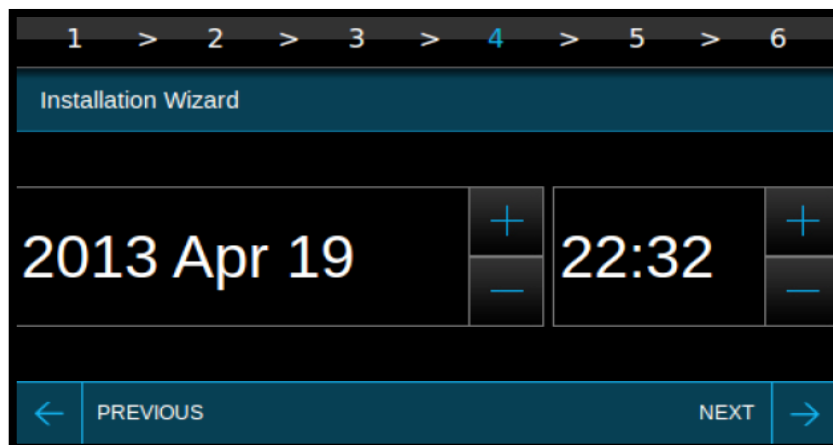 1 > 2 > 3 > 4 > 5 > 6
Installation Wizard
2013 Apr 19 + 22:32 +
— —
← PREVIOUS NEXT →